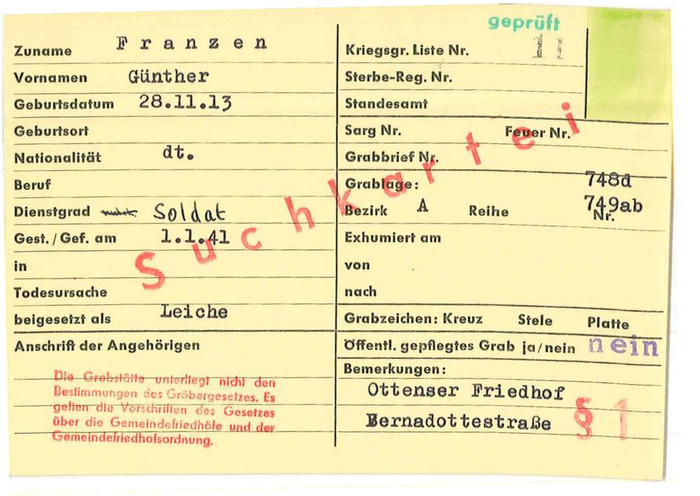 geprüft
Zuname Franzen
Vornamen Günther
Geburtsdatum 28.11.13
Geburtsort
Nationalität dt.
Beruf
Dienstgrad Soldat
Gest./Gef. am 1.1.41
in
Todesursache
beigesetzt als Leiche
Anschrift der Angehörigen
Die Grabstätte unterliegt nicht den
Bestimmungen des Gräbergesetzes. Es
gelten die Vorschriften des Gesetzes
über die Gemeindefriedhöfe und der
Gemeindefriedhofsordnung.
Suchkartei
Kriegsgr. Liste Nr.
Sterbe-Reg. Nr.
Standesamt
Sarg Nr. Feuer Nr.
Grabbrief Nr.
Grablage: 748d
Bezirk A Reihe 749ab Nr.
Exhumiert am
von
nach
Grabzeichen: Kreuz Stele Platte
Öffentl. gepflegtes Grab ja/nein nein
Bemerkungen:
Ottenser Friedhof
Bernadottestraße
§ 1